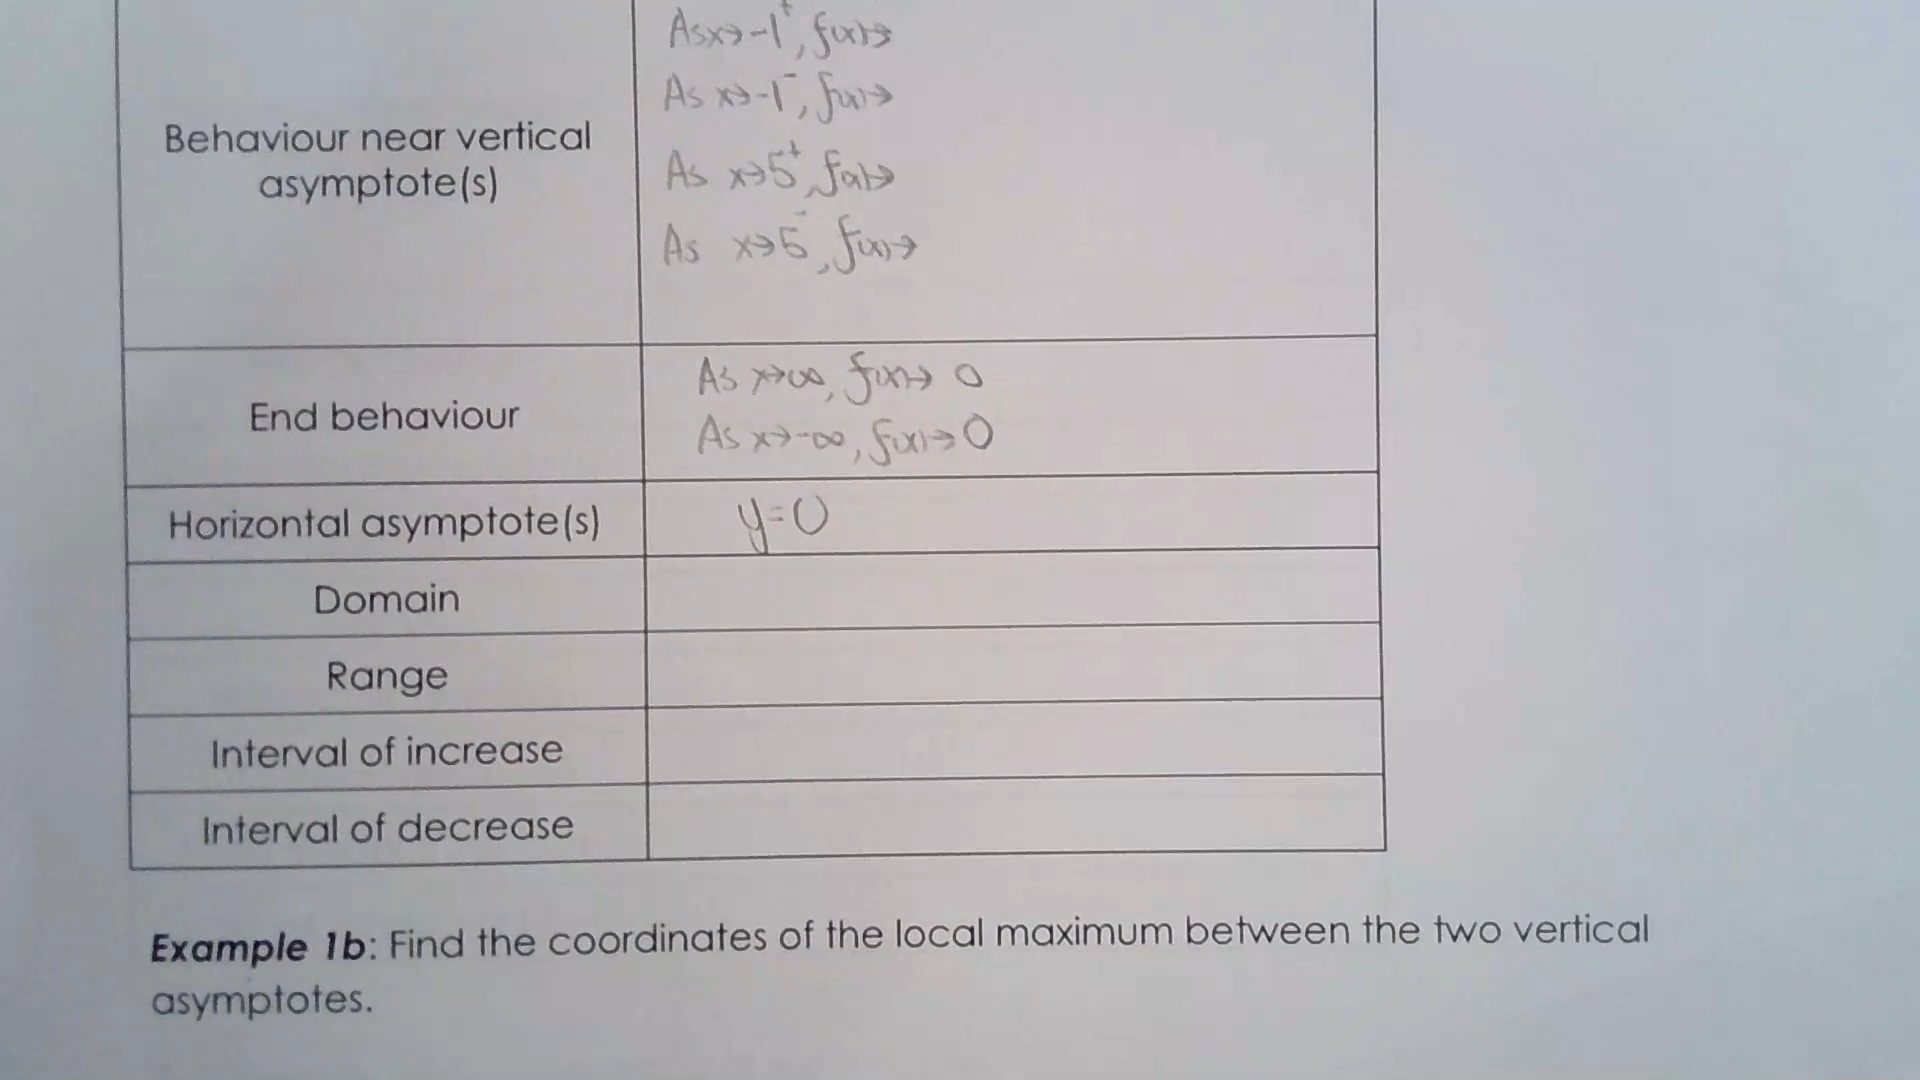 As x→-1⁺, f(x)→
As x→-1⁻, f(x)→
Behaviour near vertical
asymptote(s)
As x→5⁺, f(x)→
As x→5⁻, f(x)→
End behaviour
As x→∞, f(x)→ 0
As x→-∞, f(x)→0
Horizontal asymptote(s)
y=0
Domain
Range
Interval of increase
Interval of decrease
Example 1b: Find the coordinates of the local maximum between the two vertical
asymptotes.